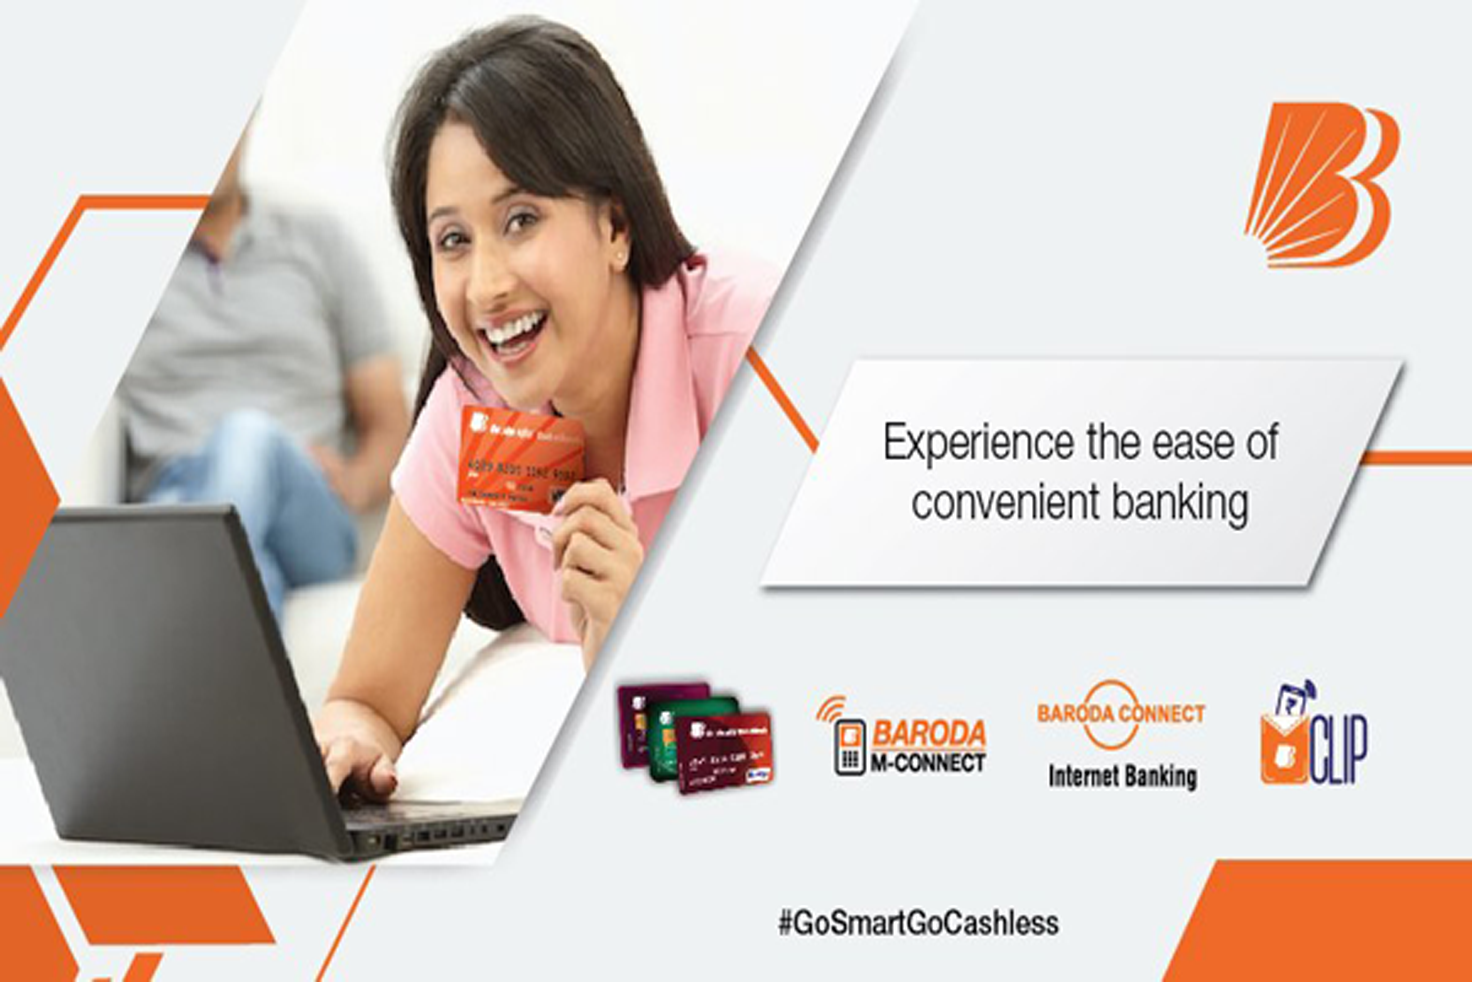 Experience the ease of
convenient banking
BARODA
M-CONNECT
BARODA CONNECT
Internet Banking
CLIP
#GoSmartGoCashless